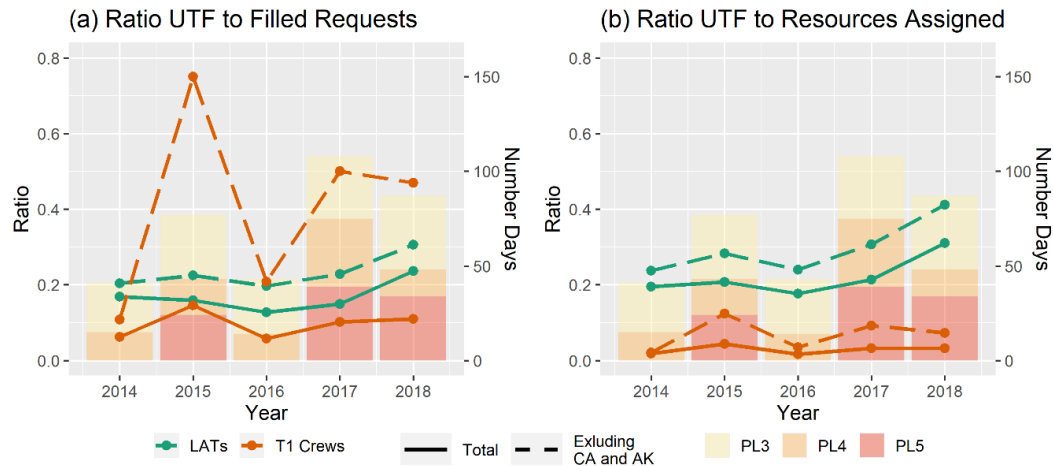 (a) Ratio UTF to Filled Requests
(b) Ratio UTF to Resources Assigned
0.8
0.6
0.4
0.2
0.0
Ratio
150
100
50
0
Number Days
2014 2015 2016 2017 2018
Year
0.8
0.6
0.4
0.2
0.0
Ratio
150
100
50
0
Number Days
2014 2015 2016 2017 2018
Year
LATs T1 Crews
Total
Exluding
CA and AK
PL3 PL4 PL5